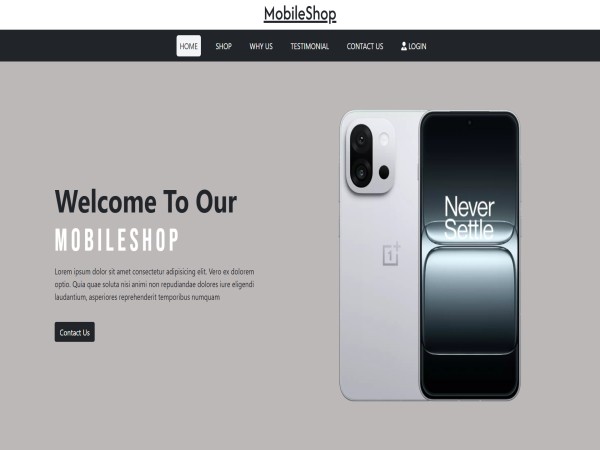 MobileShop
HOME SHOP WHY US TESTIMONIAL CONTACT US LOGIN
Welcome To Our
MOBILESHOP
Lorem ipsum dolor sit amet consectetur adipisicing elit. Vero ex dolorem
optio. Quia quae soluta nisi animi non repudiandae dolores iure eligendi
laudantium, asperiores reprehenderit temporibus numquam
Contact Us
Never
Settle
1+